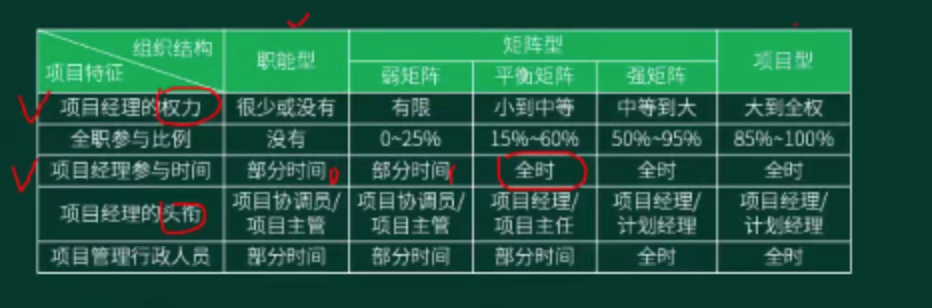 组织结构
项目特征
职能型
矩阵型
项目型
弱矩阵 平衡矩阵 强矩阵
项目经理的权力 很少或没有 有限 小到中等 中等到大 大到全权
全职参与比例 没有 0~25% 15%~60% 50%~95% 85%~100%
项目经理参与时间 部分时间 部分时间 全时 全时 全时
项目经理的头衔 项目协调员/ 项目协调员/ 项目经理/ 项目经理/ 项目经理/
项目主管 项目主管 项目主任 计划经理 计划经理
项目管理行政人员 部分时间 部分时间 部分时间 全时 全时